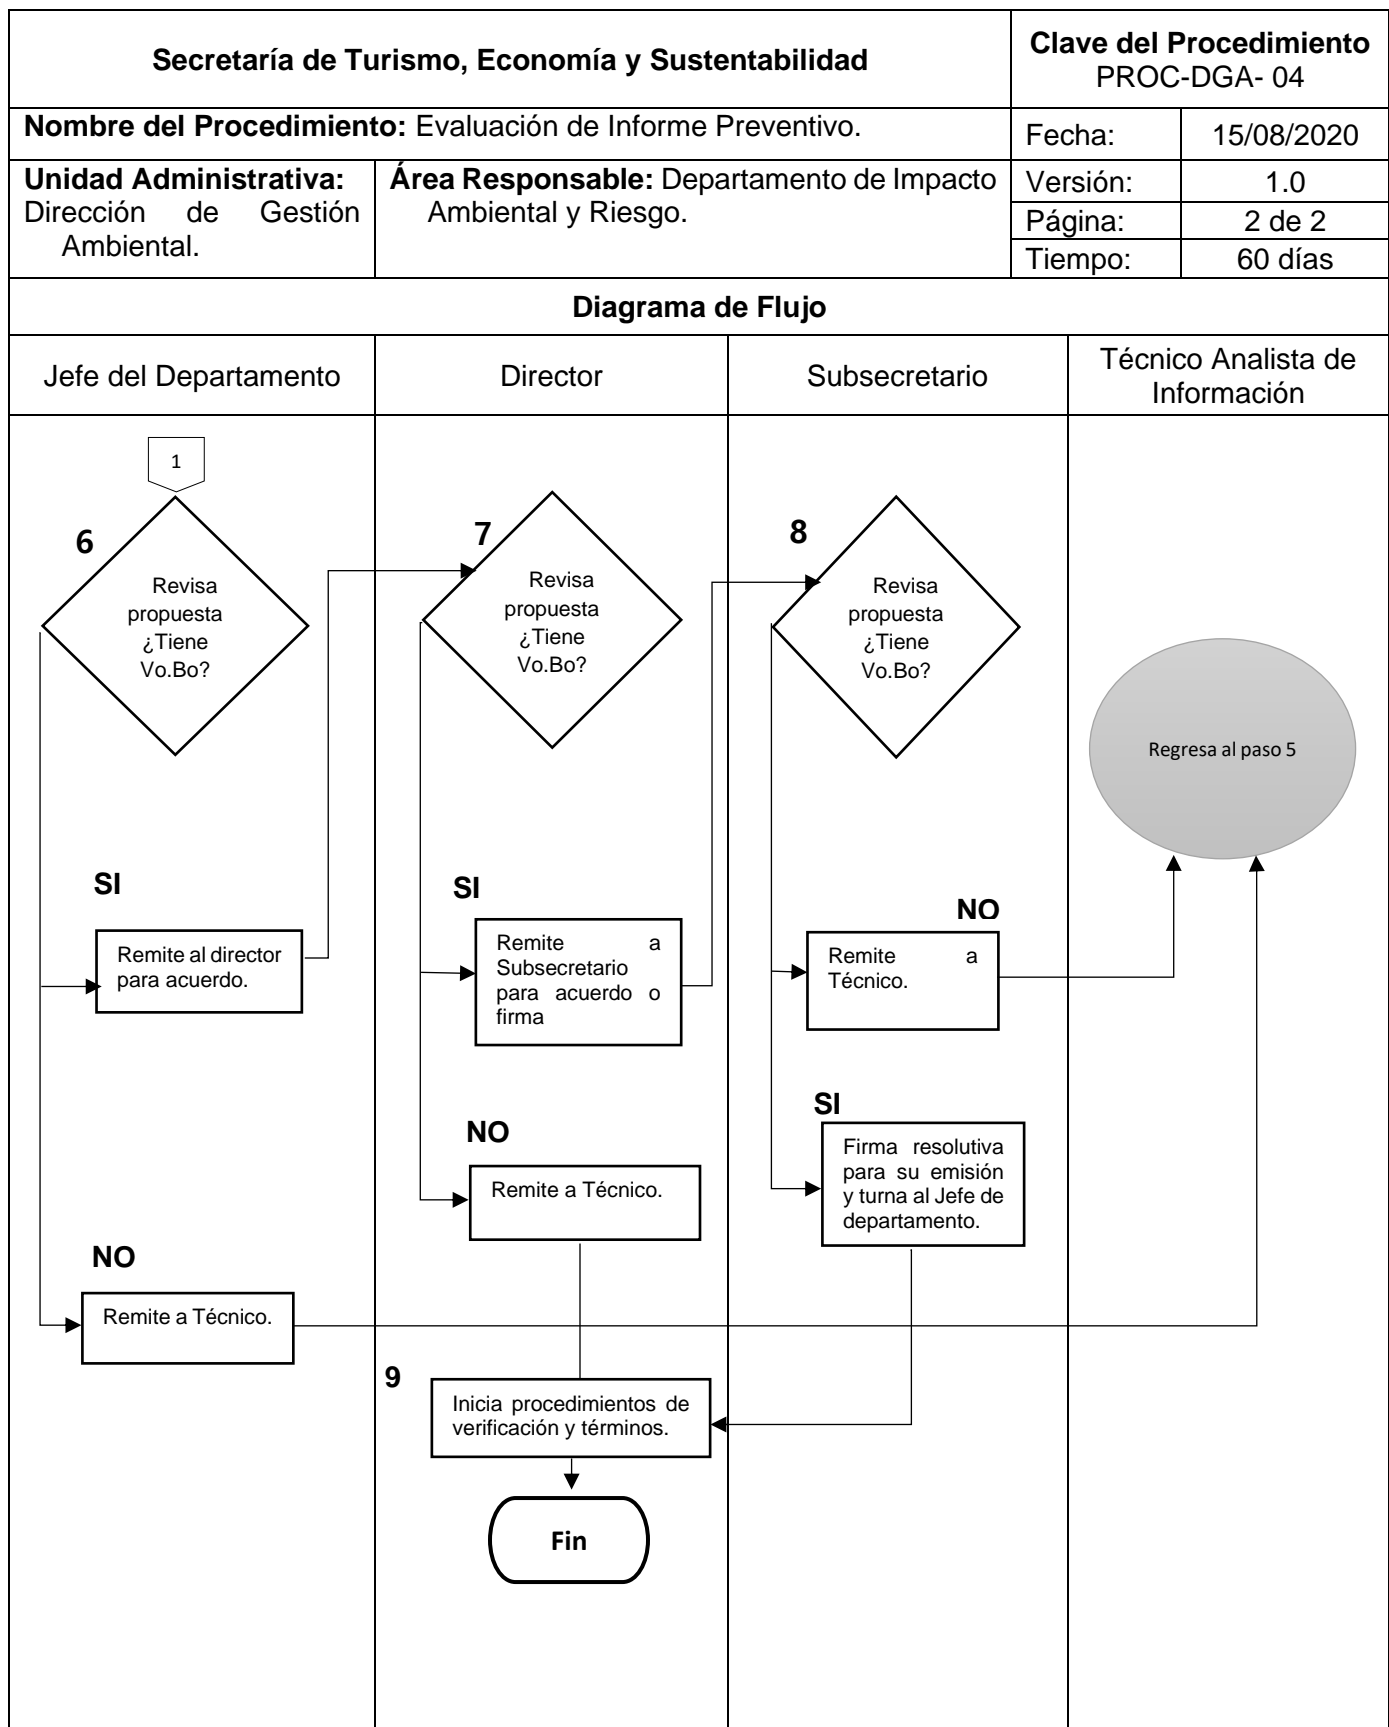 Secretaría de Turismo, Economía y Sustentabilidad
Clave del Procedimiento
PROC-DGA- 04
Nombre del Procedimiento: Evaluación de Informe Preventivo.
Fecha: 15/08/2020
Unidad Administrativa:
Dirección de Gestión
Ambiental.
Área Responsable: Departamento de Impacto
Ambiental y Riesgo.
Versión: 1.0
Página: 2 de 2
Tiempo: 60 días
Diagrama de Flujo
Jefe del Departamento
Director
Subsecretario
Técnico Analista de
Información
1
6
Revisa
propuesta
¿Tiene
Vo.Bo?
7
Revisa
propuesta
¿Tiene
Vo.Bo?
8
Revisa
propuesta
¿Tiene
Vo.Bo?
Regresa al paso 5
SI
Remite al director
para acuerdo.
SI
Remite a
Subsecretario
para acuerdo o
firma
NO
Remite a
Técnico.
NO
Remite a Técnico.
SI
Firma resolutiva
para su emisión
y turna al Jefe de
departamento.
NO
Remite a Técnico.
9
Inicia procedimientos de
verificación y términos.
Fin